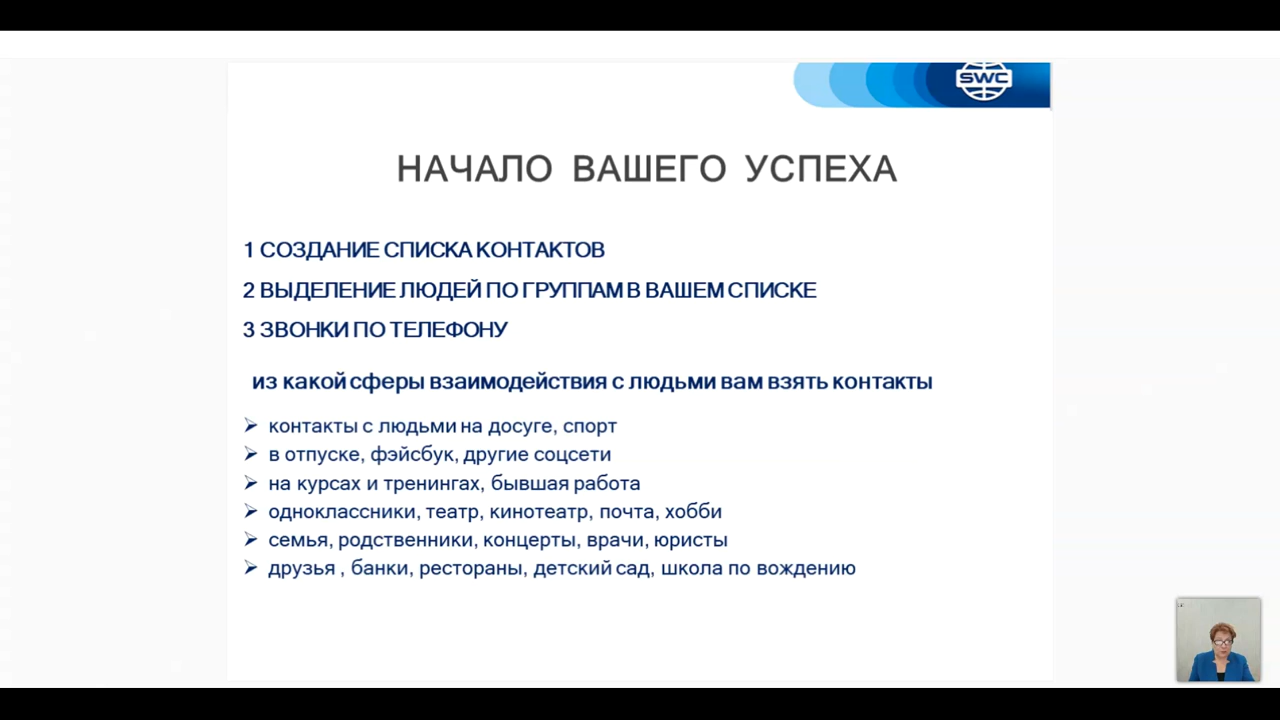 SWC
НАЧАЛО ВАШЕГО УСПЕХА
1 СОЗДАНИЕ СПИСКА КОНТАКТОВ
2 ВЫДЕЛЕНИЕ ЛЮДЕЙ ПО ГРУППАМ В ВАШЕМ СПИСКЕ
3 ЗВОНКИ ПО ТЕЛЕФОНУ
из какой сферы взаимодействия с людьми вам взять контакты
➢ контакты с людьми на досуге, спорт
➢ в отпуске, фэйсбук, другие соцсети
➢ на курсах и тренингах, бывшая работа
➢ одноклассники, театр, кинотеатр, почта, хобби
➢ семья, родственники, концерты, врачи, юристы
➢ друзья , банки, рестораны, детский сад, школа по вождению